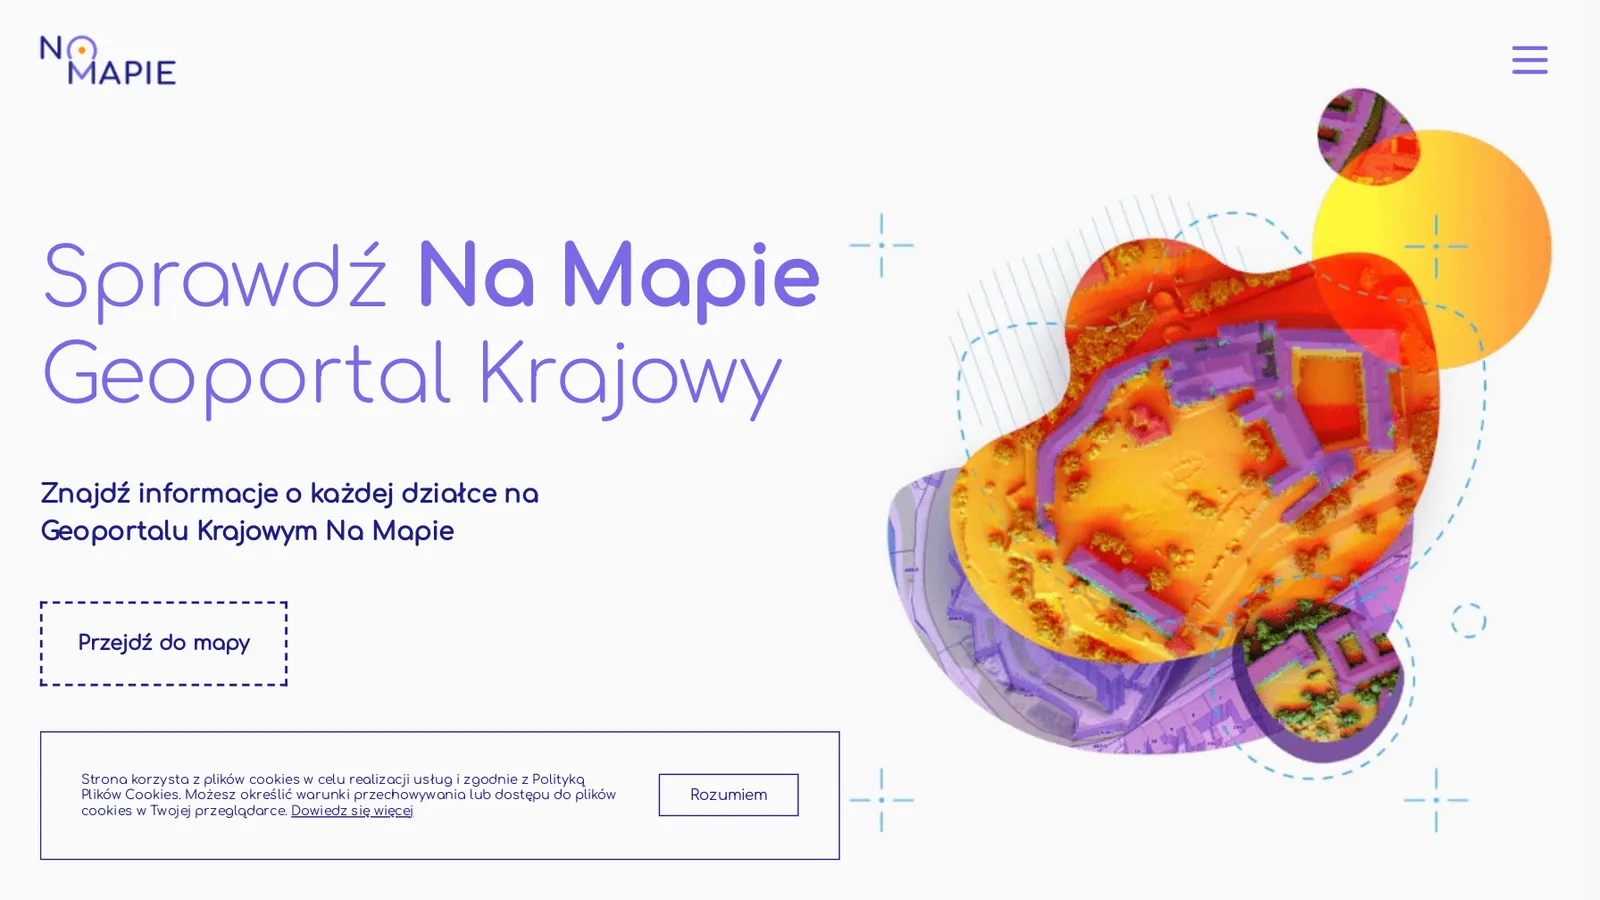 NA
MAPIE
Sprawdź Na Mapie
Geoportal Krajowy
Znajdź informacje o każdej działce na
Geoportalu Krajowym Na Mapie
Przejdź do mapy
Strona korzysta z plików cookies w celu realizacji usług i zgodnie z Polityką
Plików Cookies. Możesz określić warunki przechowywania lub dostępu do plików
cookies w Twojej przeglądarce. Dowiedz się więcej
Rozumiem